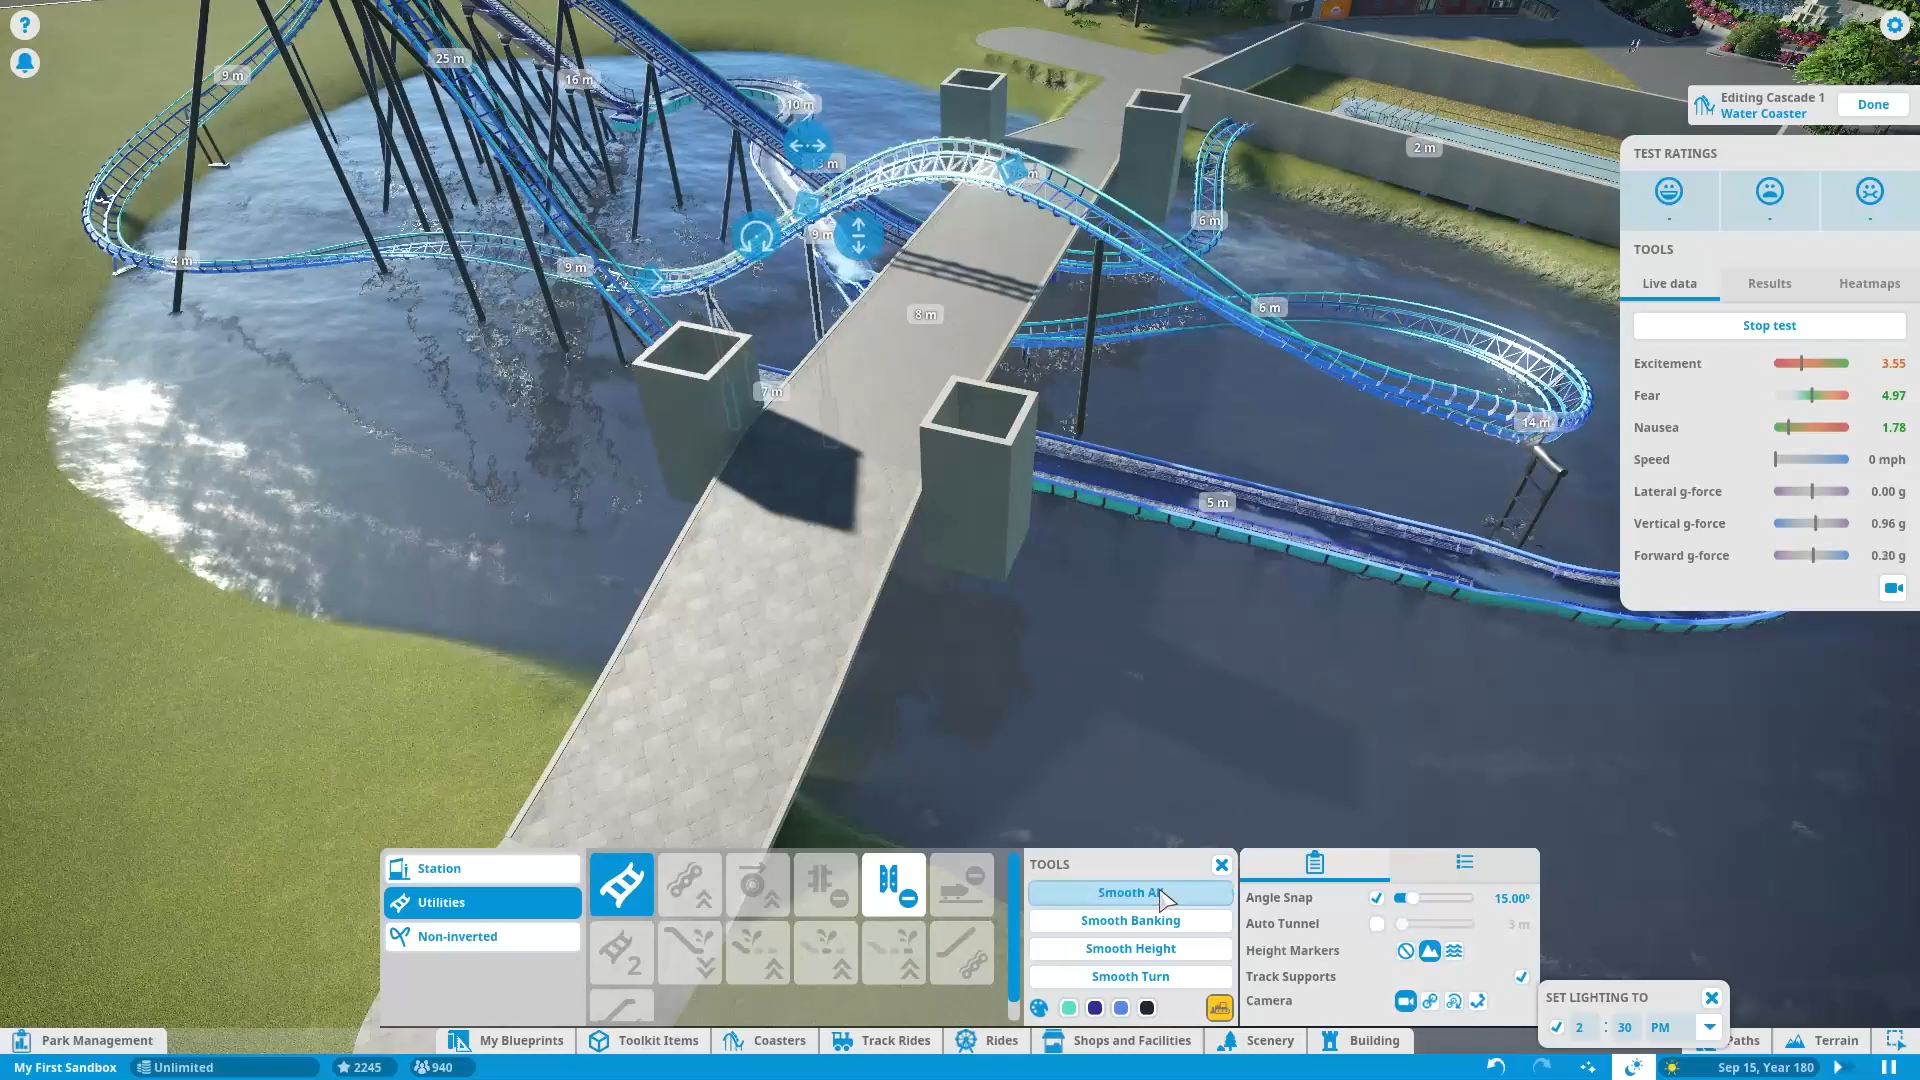 ?
9 m
25 m
16 m
10 m
13 m
18 m
9 m
6 m
2 m
4 m
9 m
8 m
6 m
7 m
14 m
5 m
Editing Cascade 1
Water Coaster
Done
TEST RATINGS
- - -
TOOLS
Live data Results Heatmaps
Stop test
Excitement 3.55
Fear 4.97
Nausea 1.78
Speed 0 mph
Lateral g-force 0.00 g
Vertical g-force 0.96 g
Forward g-force 0.30 g
Station
Utilities
Non-inverted
2
TOOLS
Smooth All
Smooth Banking
Smooth Height
Smooth Turn
Angle Snap 15.00º
Auto Tunnel 3 m
Height Markers
Track Supports
Camera
SET LIGHTING TO
2 : 30 PM
Park Management
My Blueprints
Toolkit Items
Coasters
Track Rides
Rides
Shops and Facilities
Scenery
Building
Paths
Terrain
My First Sandbox
Unlimited
2245
940
Sep 15, Year 180